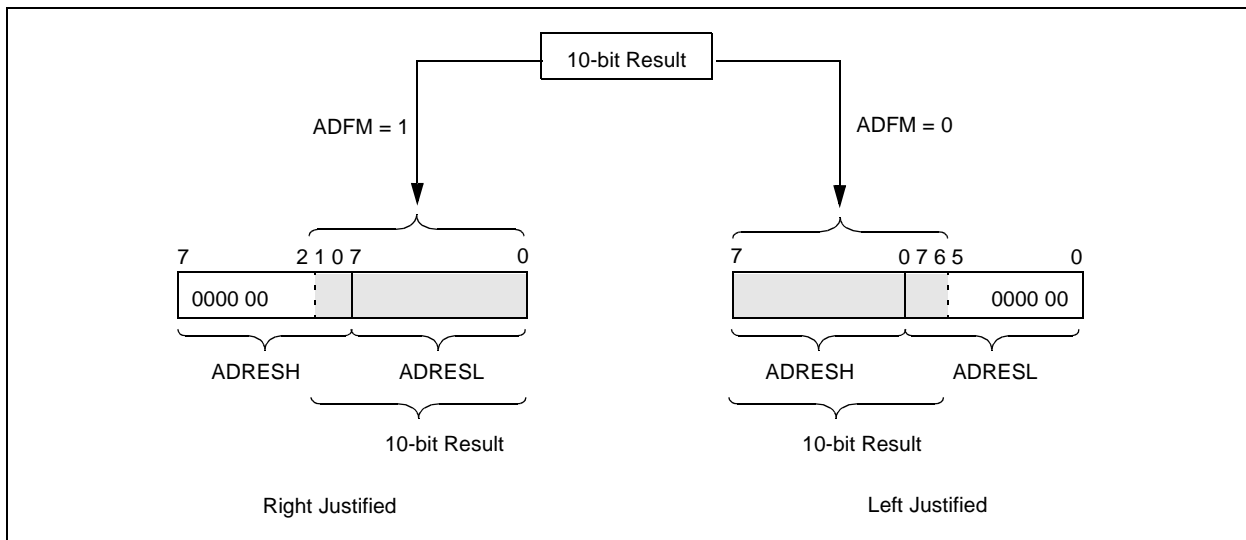 10-bit Result
ADFM = 1
ADFM = 0
7 2 1 0 7 0
7 0 7 6 5 0
0000 00
0000 00
ADRESH ADRESL
ADRESH ADRESL
10-bit Result
10-bit Result
Right Justified
Left Justified